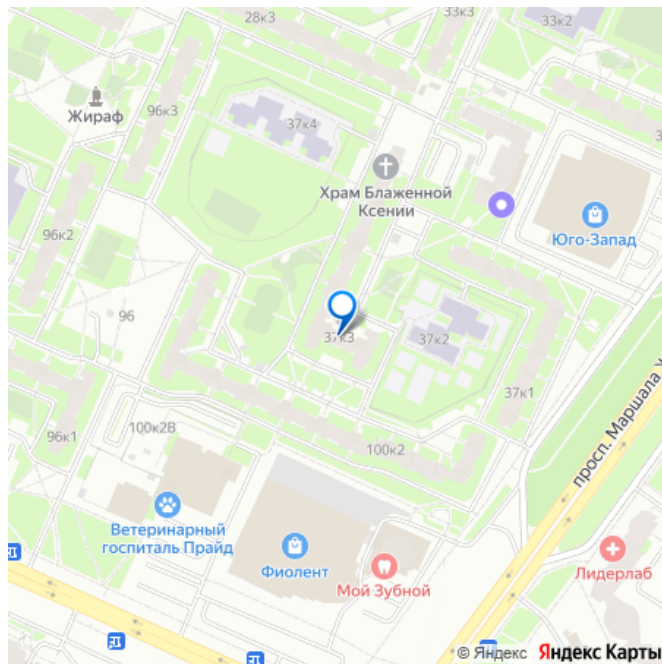 28к3
33к3
33к2
Жираф
96к3
37к4
33
Храм Блаженной
Ксении
Юго-Запад
96к2
96
37к3
37к2
37к1
просп. Маршала
96к1
100к2В
100к2
Ветеринарный
госпиталь Прайд
Фиолент
Мой Зубной
Лидерлаб
© Яндекс Яндекс Карты